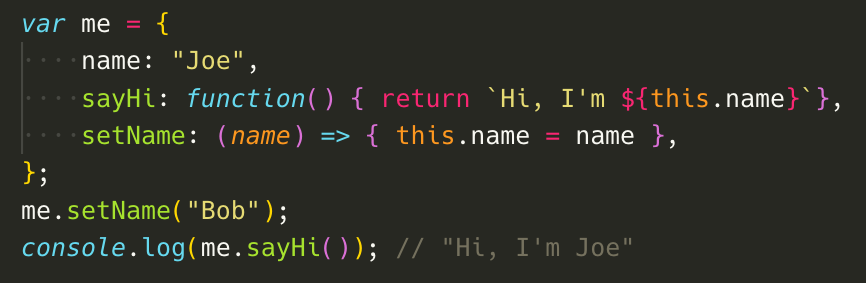 var me = {
    name: "Joe",
    sayHi: function() { return `Hi, I'm ${this.name}`},
    setName: (name) => { this.name = name },
};
me.setName("Bob");
console.log(me.sayHi()); // "Hi, I'm Joe"